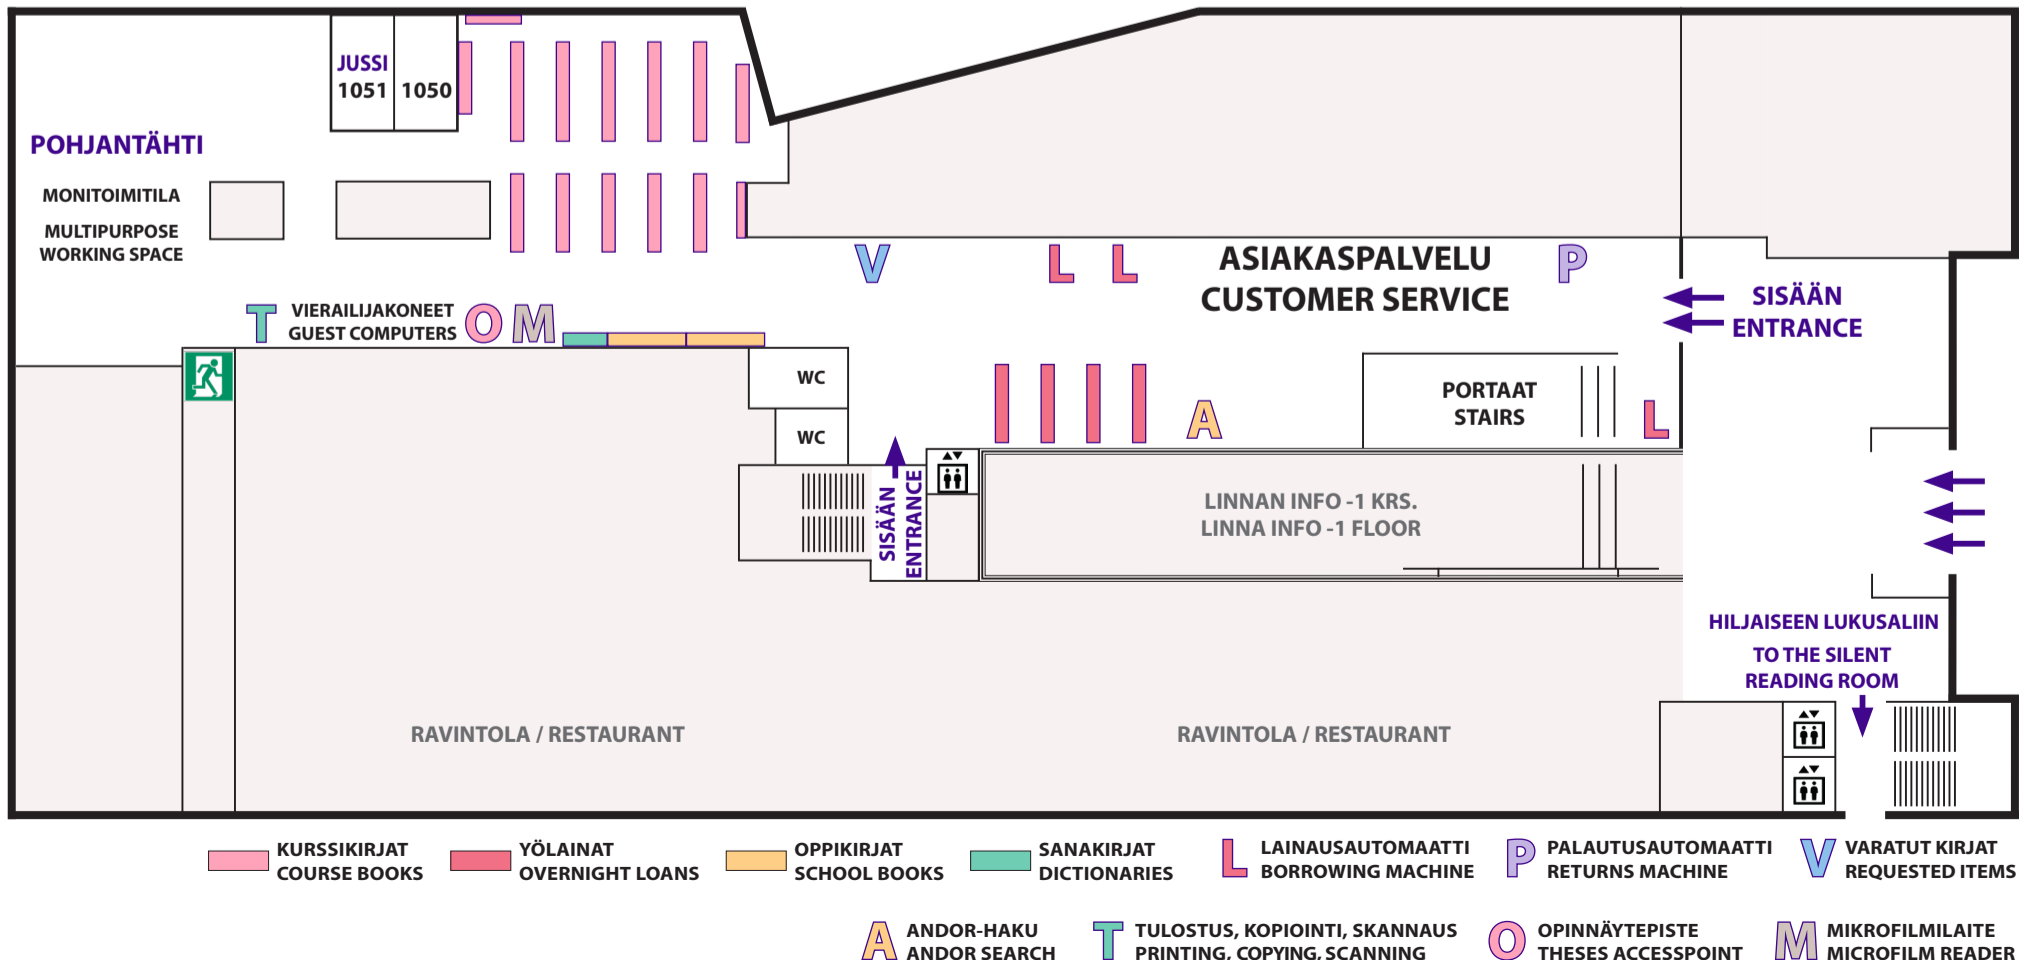 JUSSI
1051
1050
POHJANTÄHTI
MONITOIMITILA
MULTIPURPOSE
WORKING SPACE
V
L
L
ASIAKASPALVELU
CUSTOMER SERVICE
P
SISÄÄN
ENTRANCE
T
VIERAILIJAKONEET
GUEST COMPUTERS
O
M
WC
WC
A
PORTAAT
STAIRS
L
SISÄÄN
ENTRANCE
LINNAN INFO -1 KRS.
LINNA INFO -1 FLOOR
HILJAISEEN LUKUSALIIN
TO THE SILENT
READING ROOM
RAVINTOLA / RESTAURANT
RAVINTOLA / RESTAURANT
KURSSIKIRJAT
COURSE BOOKS
YÖLAINAT
OVERNIGHT LOANS
OPPIKIRJAT
SCHOOL BOOKS
SANAKIRJAT
DICTIONARIES
L
LAINAUSAUTOMAATTI
BORROWING MACHINE
P
PALAUTUSAUTOMAATTI
RETURNS MACHINE
V
VARATUT KIRJAT
REQUESTED ITEMS
A
ANDOR-HAKU
ANDOR SEARCH
T
TULOSTUS, KOPIOINTI, SKANNAUS
PRINTING, COPYING, SCANNING
O
OPINNÄYTEPISTE
THESES ACCESSPOINT
M
MIKROFILMILAITE
MICROFILM READER